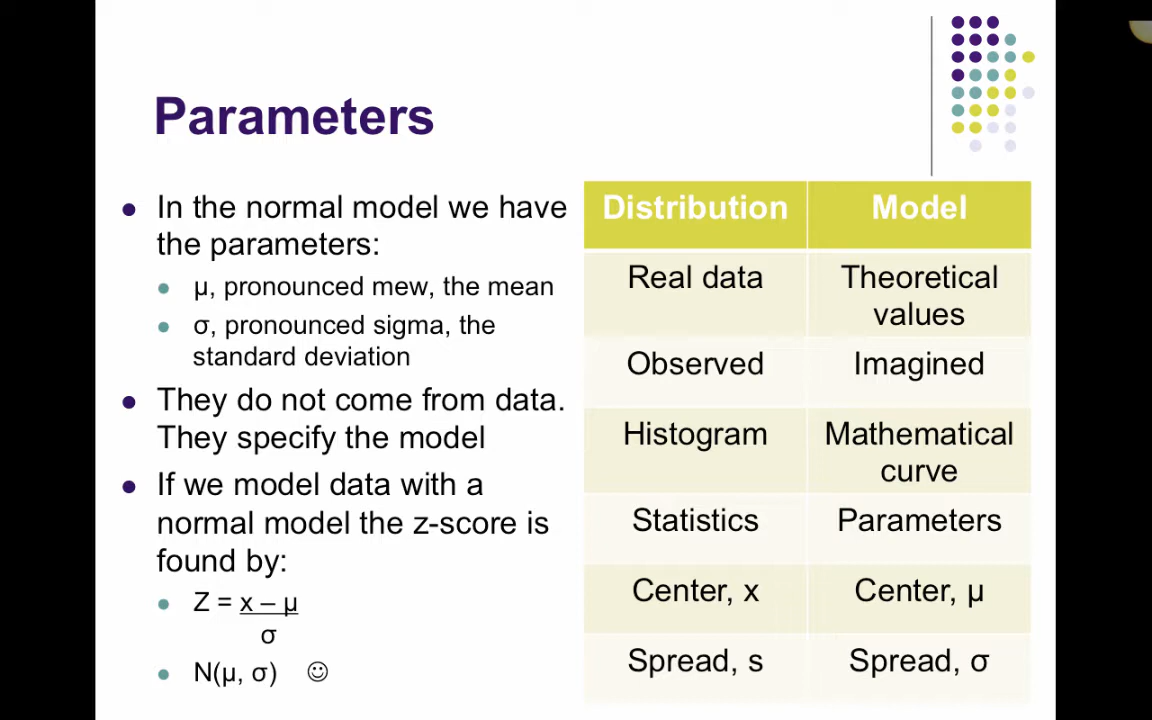 Parameters
In the normal model we have
the parameters:
µ, pronounced mew, the mean
σ, pronounced sigma, the
standard deviation
They do not come from data.
They specify the model
If we model data with a
normal model the z-score is
found by:
Z = x – µ
σ
N(µ, σ) ☺
Distribution Model
Real data Theoretical
values
Observed Imagined
Histogram Mathematical
curve
Statistics Parameters
Center, x Center, µ
Spread, s Spread, σ